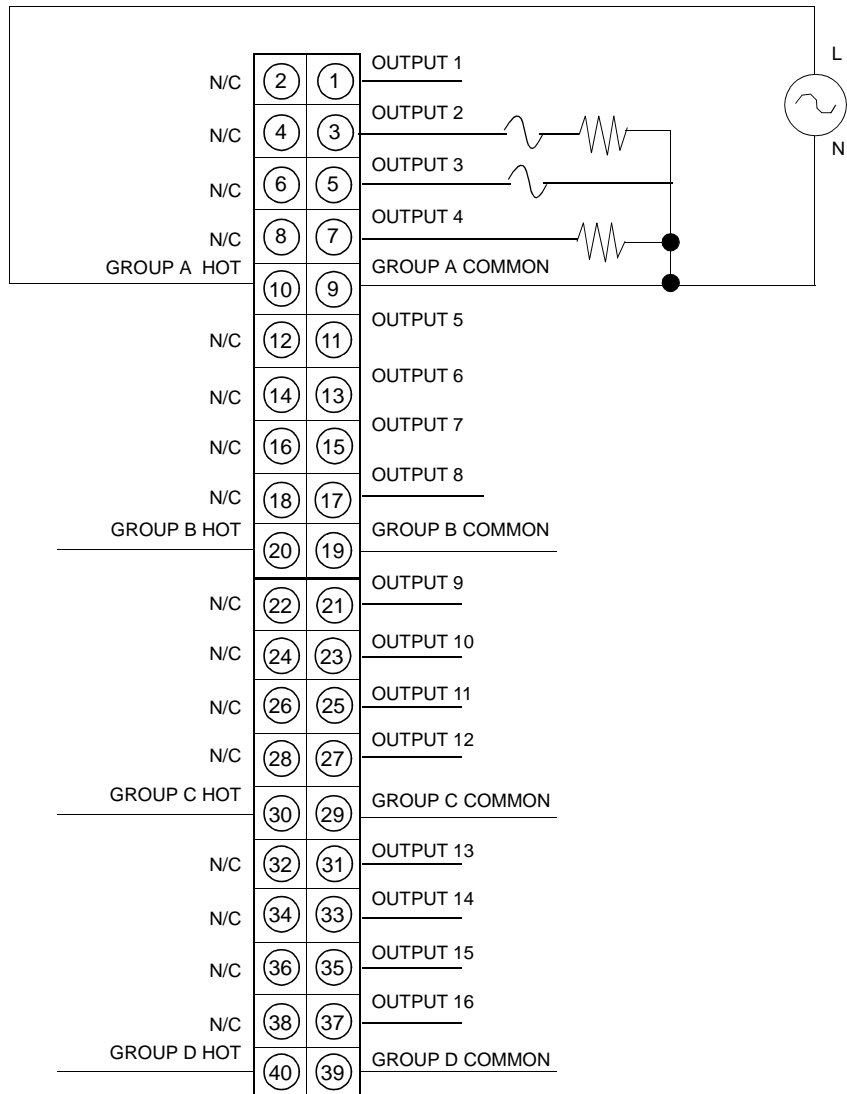 L
N
OUTPUT 1
N/C 2 1
OUTPUT 2
N/C 4 3
OUTPUT 3
N/C 6 5
OUTPUT 4
N/C 8 7
GROUP A HOT GROUP A COMMON
10 9
OUTPUT 5
N/C 12 11
OUTPUT 6
N/C 14 13
OUTPUT 7
N/C 16 15
OUTPUT 8
N/C 18 17
GROUP B HOT GROUP B COMMON
20 19
OUTPUT 9
N/C 22 21
OUTPUT 10
N/C 24 23
OUTPUT 11
N/C 26 25
OUTPUT 12
N/C 28 27
GROUP C HOT GROUP C COMMON
30 29
OUTPUT 13
N/C 32 31
OUTPUT 14
N/C 34 33
OUTPUT 15
N/C 36 35
OUTPUT 16
N/C 38 37
GROUP D HOT GROUP D COMMON
40 39